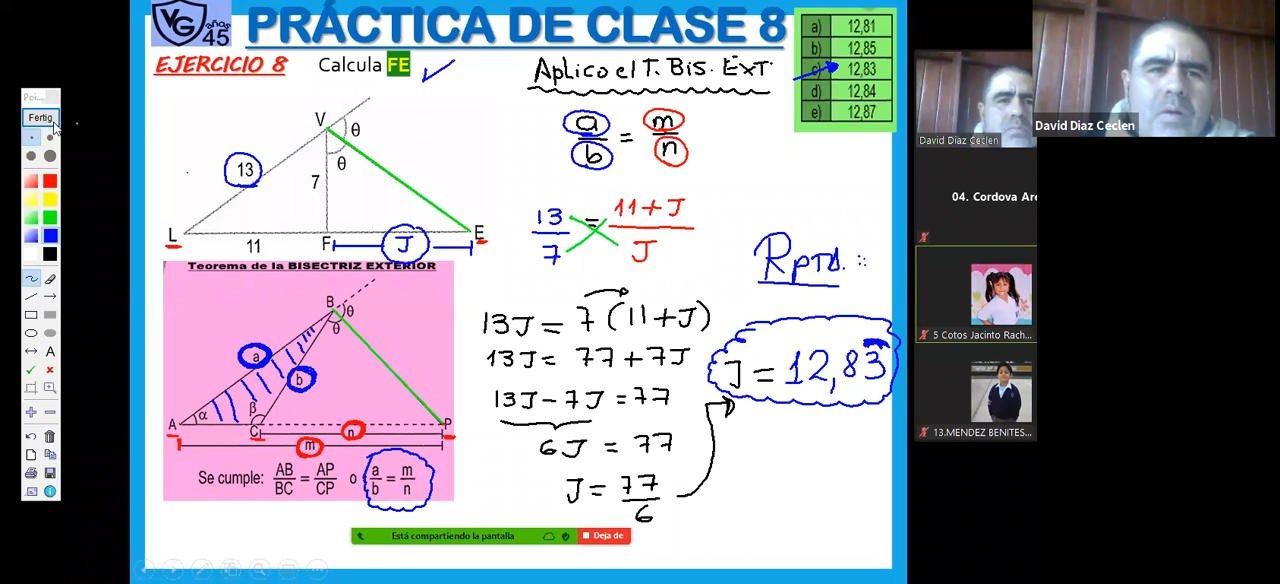 VG
años
45
PRÁCTICA DE CLASE 8
EJERCICIO 8
Calcula FE
Aplico el T. Bis. EXT.
a) 12,81
b) 12,85
c) 12,83
d) 12,84
e) 12,87
Fertig
V
θ
θ
13
7
L
11
F
J
E
a/b = m/n
13/7 = 11+J/J
Teorema de la BISECTRIZ EXTERIOR
B
θ
θ
a
b
α
β
A
C
n
P
m
Se cumple: AB/BC = AP/CP o a/b = m/n
13J = 7(11+J)
13J = 77+7J
13J-7J = 77
6J = 77
J = 77/6
Rptd. ::
J = 12,83
Está compartiendo la pantalla
Deja de
David Diaz Ceclen
David Diaz Ceclen
04. Cordova Are
5 Cotos Jacinto Rach...
13.MENDEZ BENITES...